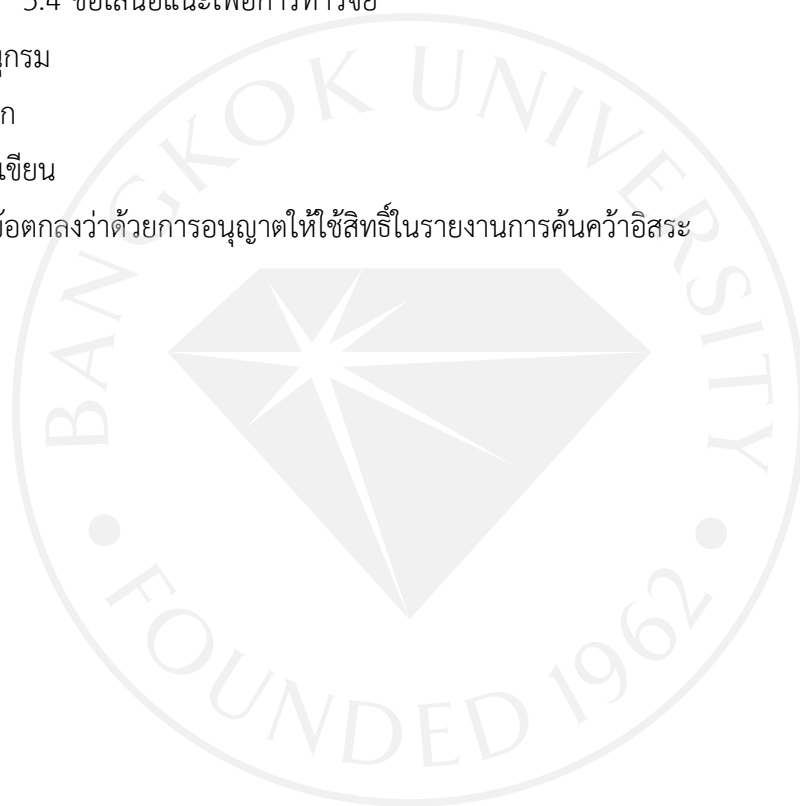 5.4 ข้อเสนอแนะเพื่อการทำวิจัย
นุกรม
ก
เขียน
ข้อตกลงว่าด้วยการอนุญาตให้ใช้สิทธิ์ในรายงานการค้นคว้าอิสระ
BANGKOK UNIVERSITY
FOUNDED 1962